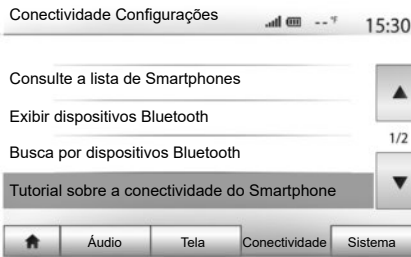 Conectividade Configurações
-- °F
15:30
Consulte a lista de Smartphones
Exibir dispositivos Bluetooth
Busca por dispositivos Bluetooth
1/2
Tutorial sobre a conectividade do Smartphone
Áudio
Tela
Conectividade
Sistema